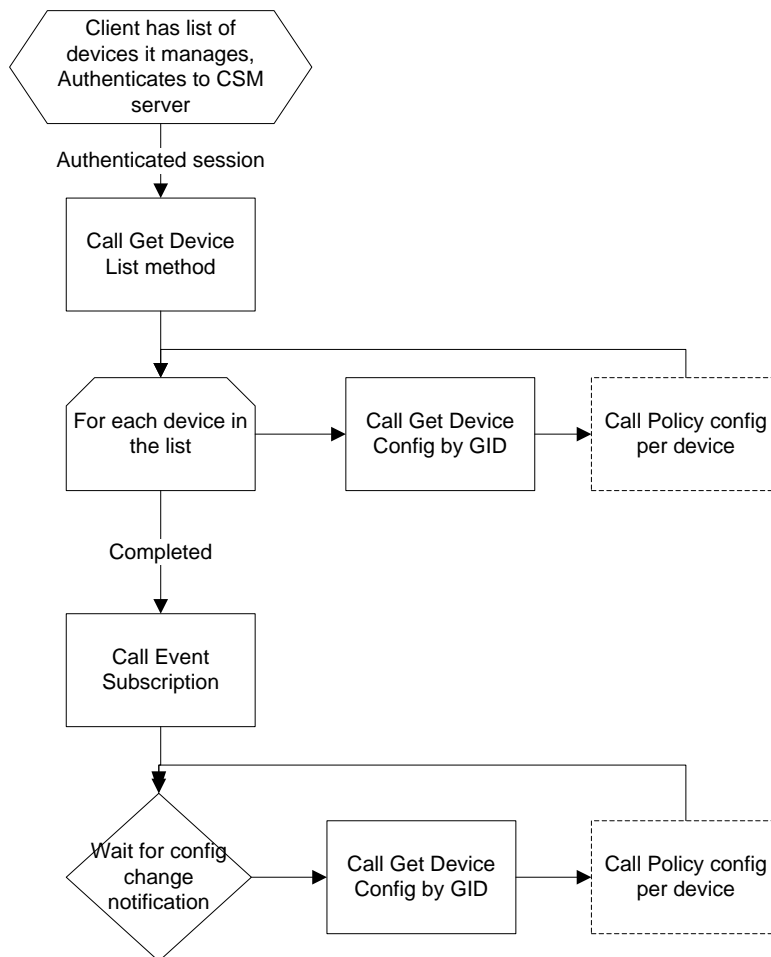 Client has list of
devices it manages,
Authenticates to CSM
server
Authenticated session
Call Get Device
List method
For each device in
the list
Call Get Device
Config by GID
Call Policy config
per device
Completed
Call Event
Subscription
Wait for config
change
notification
Call Get Device
Config by GID
Call Policy config
per device